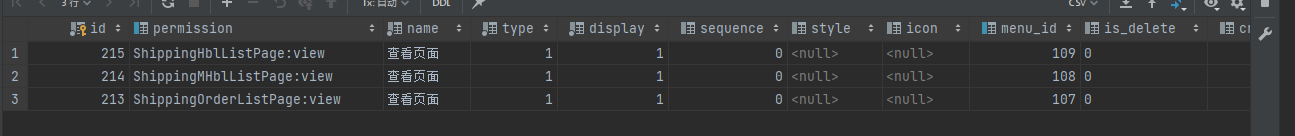 3 行 Tx: 自动 DDL CSV
id permission name type display sequence style icon menu_id is_delete
1 215 ShippingHblListPage:view 查看页面 1 1 0 <null> <null> 109 0
2 214 ShippingMHblListPage:view 查看页面 1 1 0 <null> <null> 108 0
3 213 ShippingOrderListPage:view 查看页面 1 1 0 <null> <null> 107 0